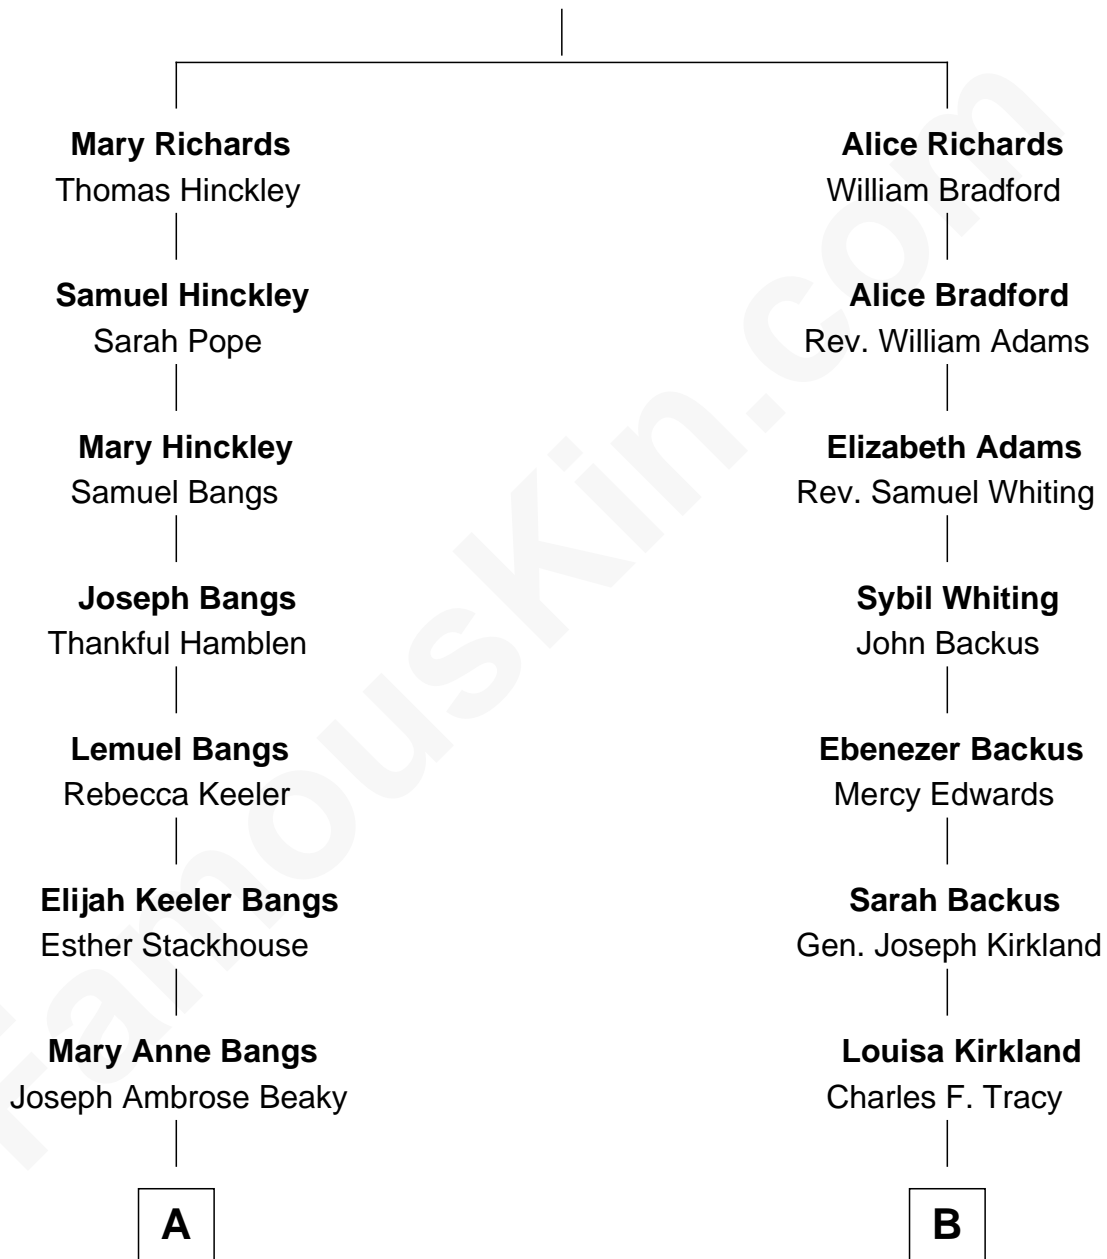 Mary Richards
Thomas Hinckley
Samuel Hinckley
Sarah Pope
Mary Hinckley
Samuel Bangs
Joseph Bangs
Thankful Hamblen
Lemuel Bangs
Rebecca Keeler
Elijah Keeler Bangs
Esther Stackhouse
Mary Anne Bangs
Joseph Ambrose Beaky
A
Alice Richards
William Bradford
Alice Bradford
Rev. William Adams
Elizabeth Adams
Rev. Samuel Whiting
Sybil Whiting
John Backus
Ebenezer Backus
Mercy Edwards
Sarah Backus
Gen. Joseph Kirkland
Louisa Kirkland
Charles F. Tracy
B
FamousKin.com